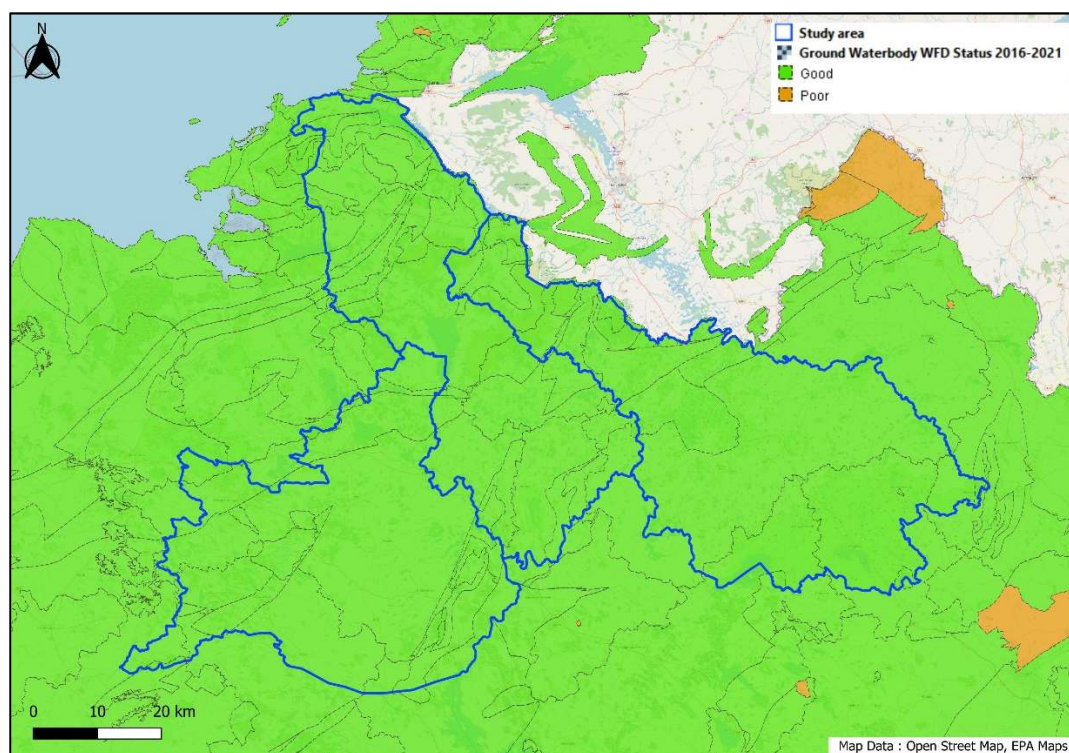 N
Study area
Ground Waterbody WFD Status 2016-2021
Good
Poor
0 10 20 km
Map Data : Open Street Map, EPA Maps